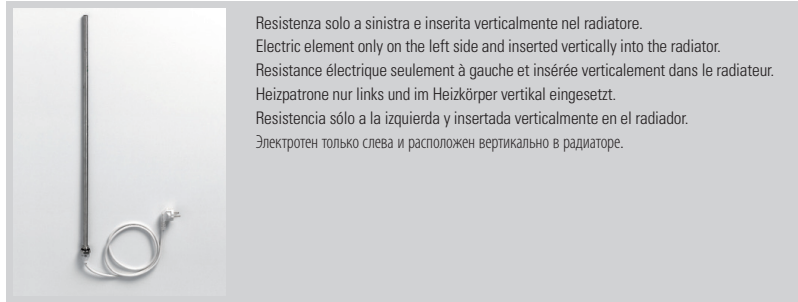 Resistenza solo a sinistra e inserita verticalmente nel radiatore.
Electric element only on the left side and inserted vertically into the radiator.
Resistance électrique seulement à gauche et insérée verticalement dans le radiateur.
Heizpatrone nur links und im Heizkörper vertikal eingesetzt.
Resistencia sólo a la izquierda y insertada verticalmente en el radiador.
Электротен только слева и расположен вертикально в радиаторе.